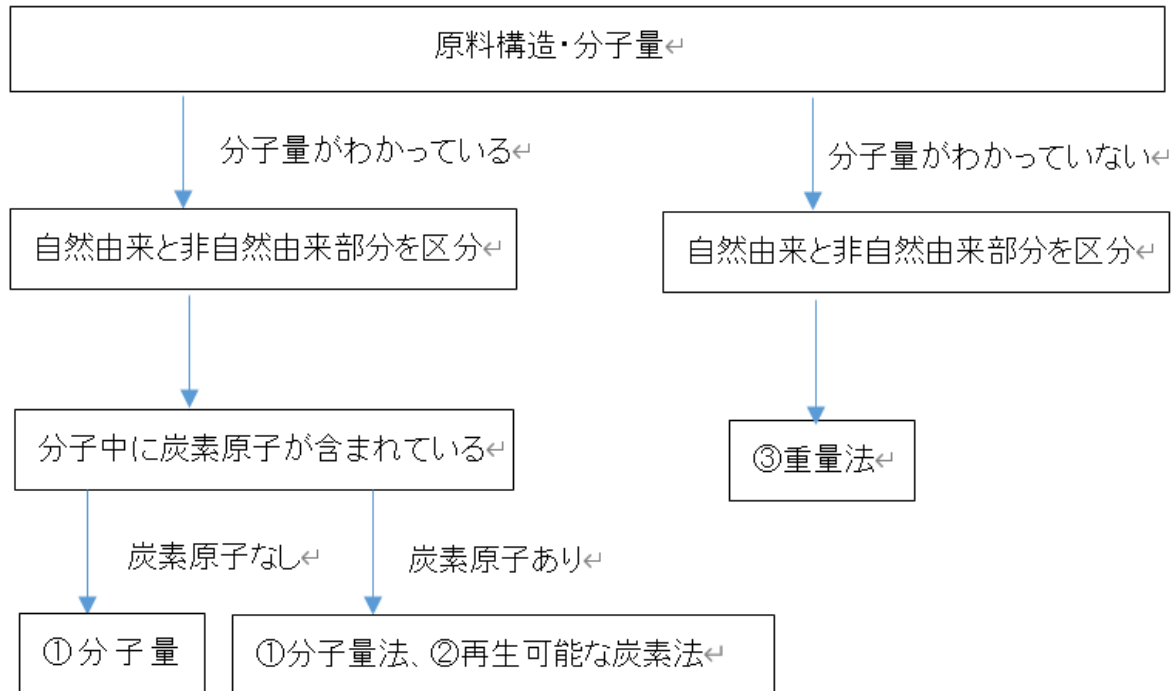 原料構造・分子量↵
分子量がわかっている↵
分子量がわかっていない↵
自然由来と非自然由来部分を区分↵
自然由来と非自然由来部分を区分↵
分子中に炭素原子が含まれている↵
③重量法↵
炭素原子なし↵
炭素原子あり↵
①分子量
①分子量法、②再生可能な炭素法↵